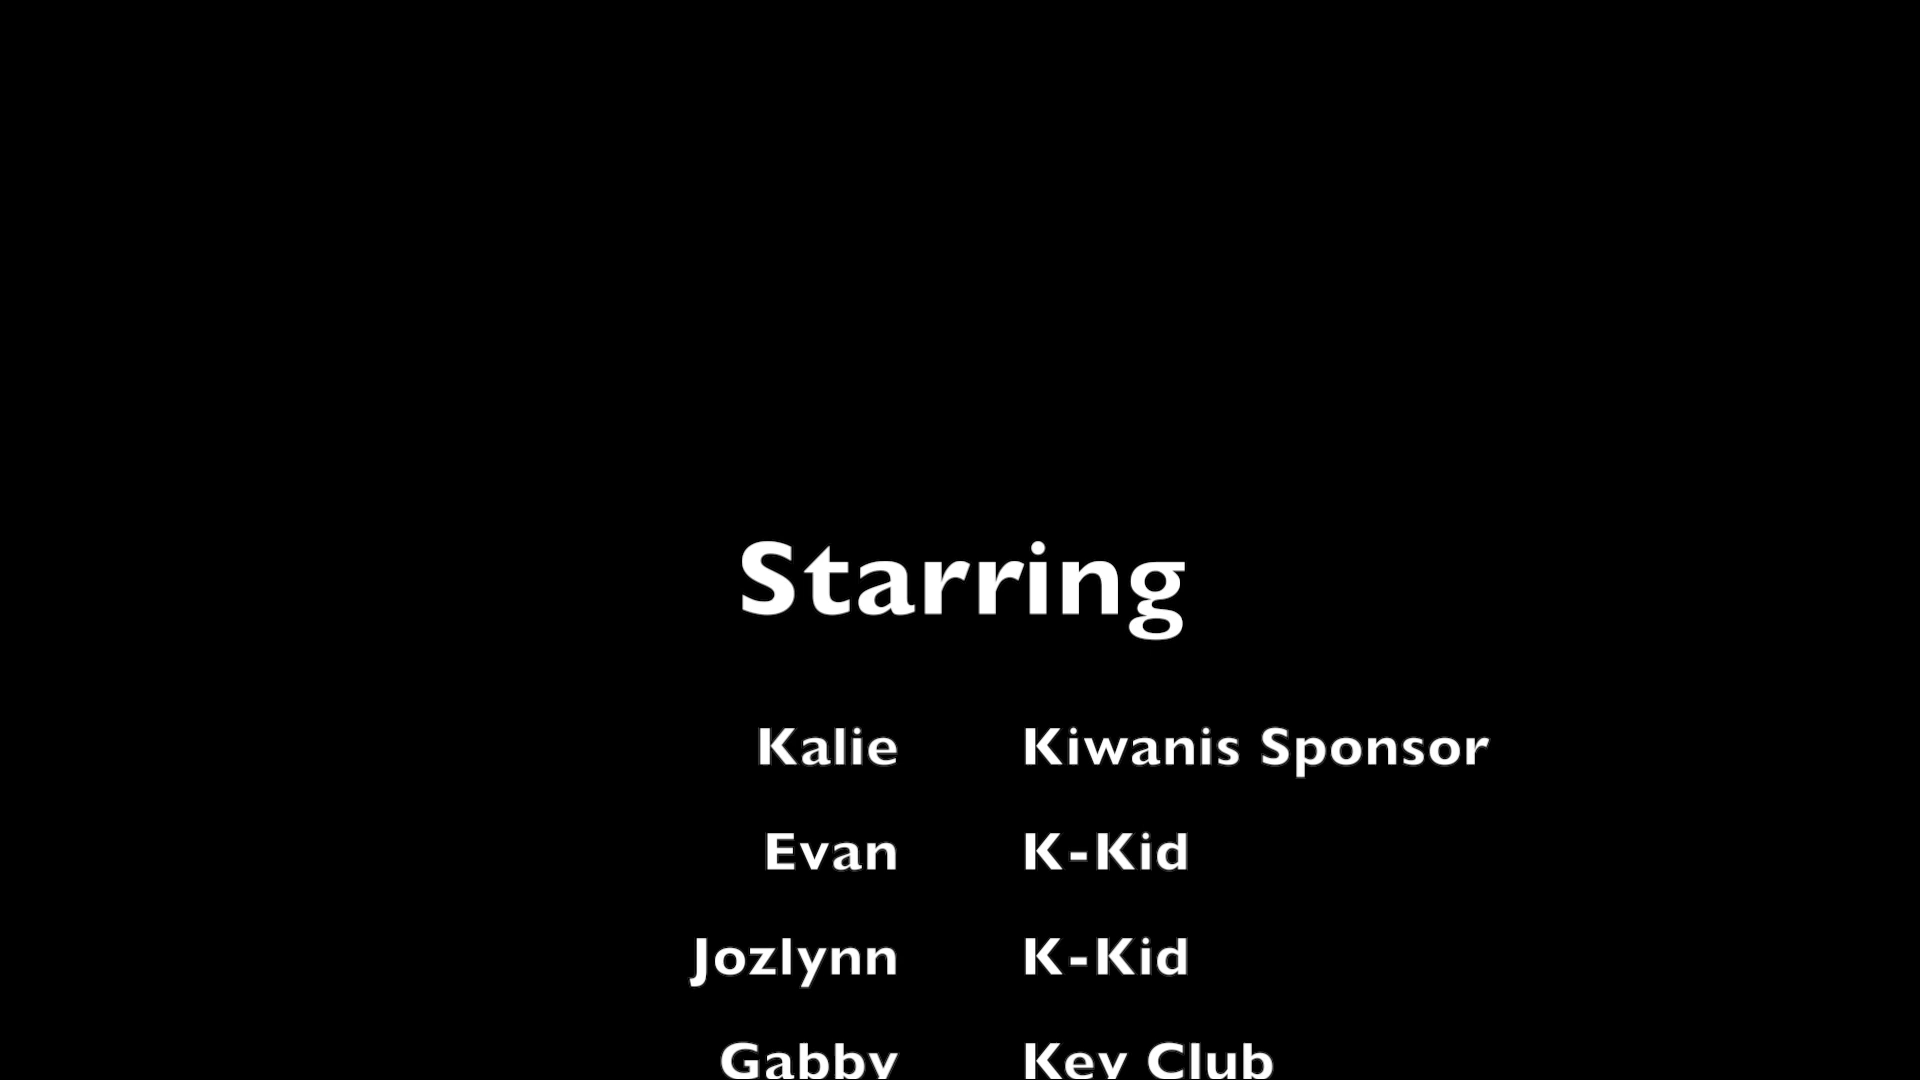 Starring
Kalie Kiwanis Sponsor
Evan K-Kid
Jozlynn K-Kid
Gabby Key Club